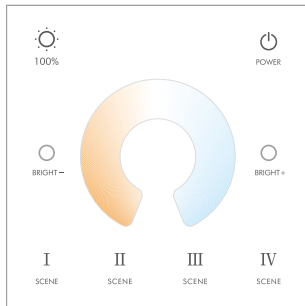 100%
POWER
BRIGHT−
BRIGHT+
I II III IV
SCENE SCENE SCENE SCENE